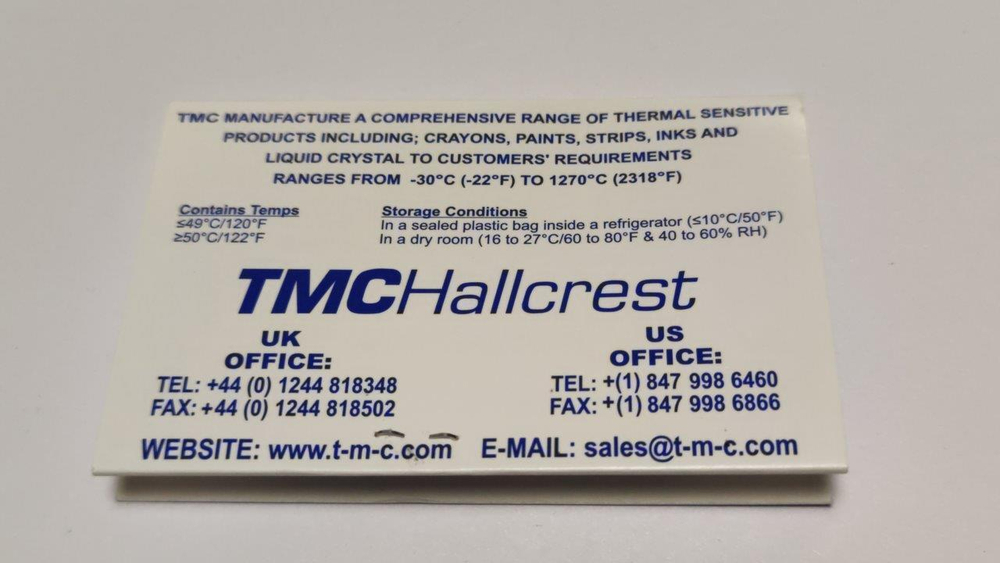 TMC MANUFACTURE A COMPREHENSIVE RANGE OF THERMAL SENSITIVE
PRODUCTS INCLUDING; CRAYONS, PAINTS, STRIPS, INKS AND
LIQUID CRYSTAL TO CUSTOMERS' REQUIREMENTS
RANGES FROM -30°C (-22°F) TO 1270°C (2318°F)
Contains Temps
≤49°C/120°F
≥50°C/122°F
Storage Conditions
In a sealed plastic bag inside a refrigerator (≤10°C/50°F)
In a dry room (16 to 27°C/60 to 80°F & 40 to 60% RH)
TMCHallcrest
UK
OFFICE:
TEL: +44 (0) 1244 818348
FAX: +44 (0) 1244 818502
US
OFFICE:
TEL: +(1) 847 998 6460
FAX: +(1) 847 998 6866
WEBSITE: www.t-m-c.com E-MAIL: sales@t-m-c.com